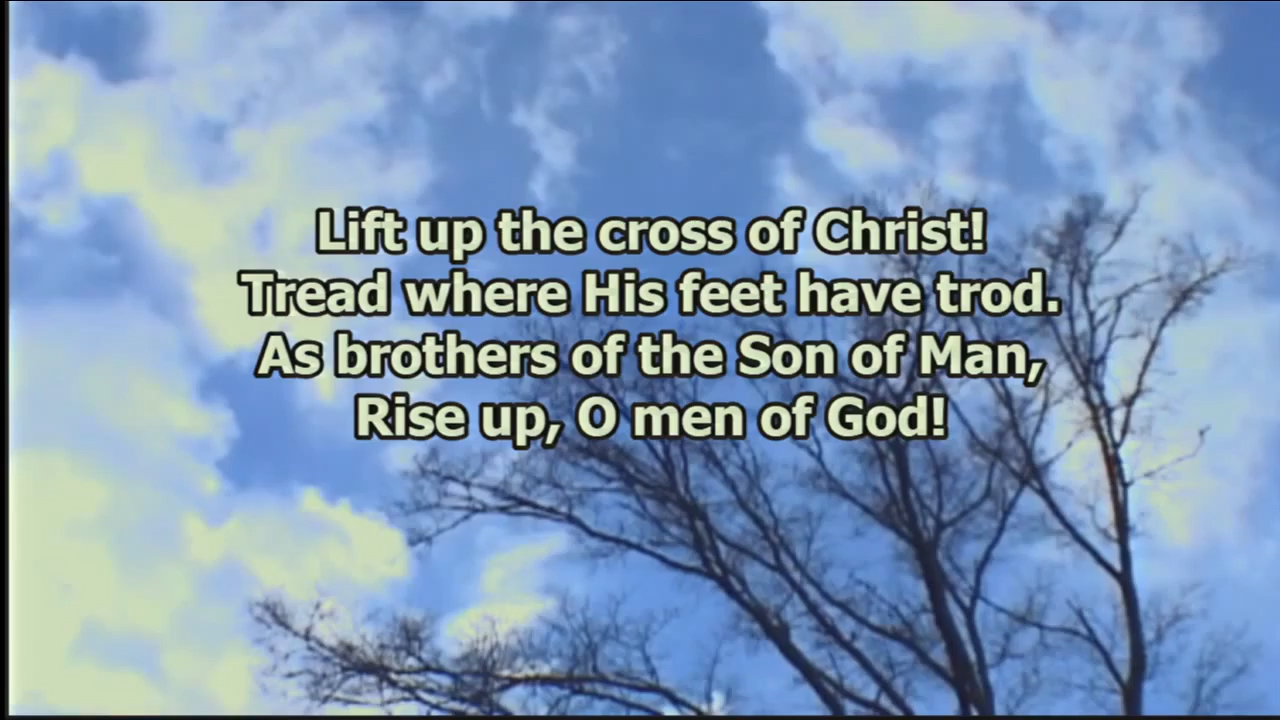 Lift up the cross of Christ!
Tread where His feet have trod.
As brothers of the Son of Man,
Rise up, O men of God!